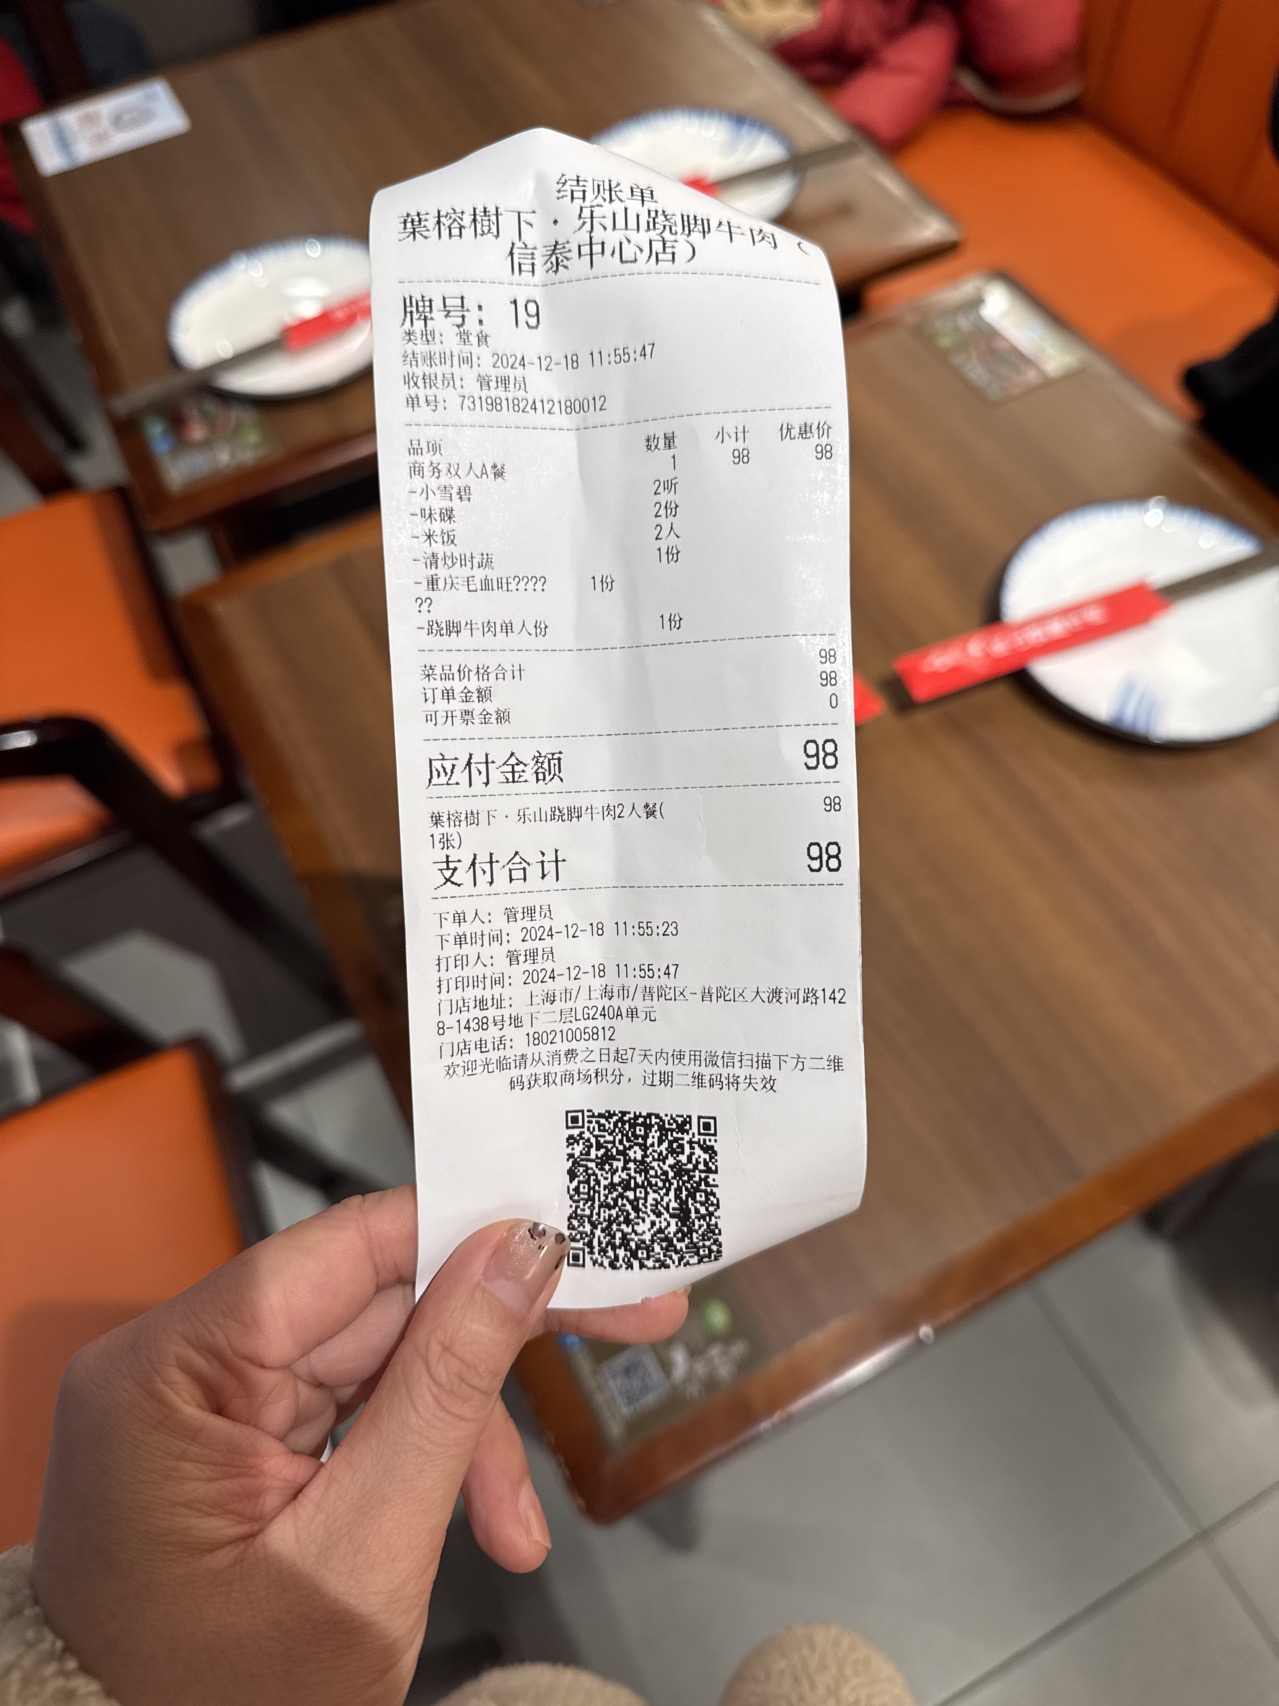 结账单
葉榕樹下·乐山跷脚牛肉（
信泰中心店）
牌号：19
类型：堂食
结账时间：2024-12-18 11:55:47
收银员：管理员
单号：73198182412180012
品项 数量 小计 优惠价
商务双人A餐 1 98 98
-小雪碧 2听
-味碟 2份
-米饭 2人
-清炒时蔬 1份
-重庆毛血旺???? 1份
??
-跷脚牛肉单人份 1份
菜品价格合计 98
订单金额 98
可开票金额 0
应付金额 98
葉榕樹下·乐山跷脚牛肉2人餐( 98
1张)
支付合计 98
下单人：管理员
下单时间：2024-12-18 11:55:23
打印人：管理员
打印时间：2024-12-18 11:55:47
门店地址：上海市/上海市/普陀区-普陀区大渡河路142
8-1438号地下二层LG240A单元
门店电话：18021005812
欢迎光临请从消费之日起7天内使用微信扫描下方二维
码获取商场积分，过期二维码将失效